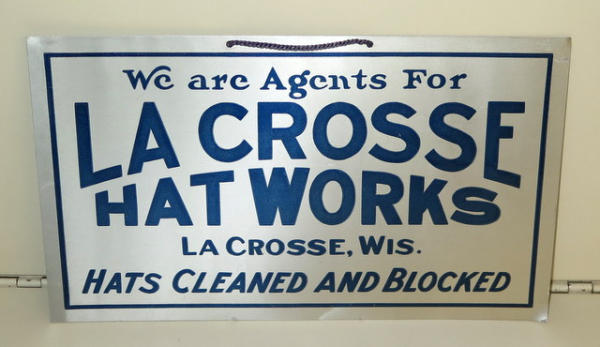 We are Agents For
LA CROSSE
HAT WORKS
LA CROSSE, WIS.
HATS CLEANED AND BLOCKED